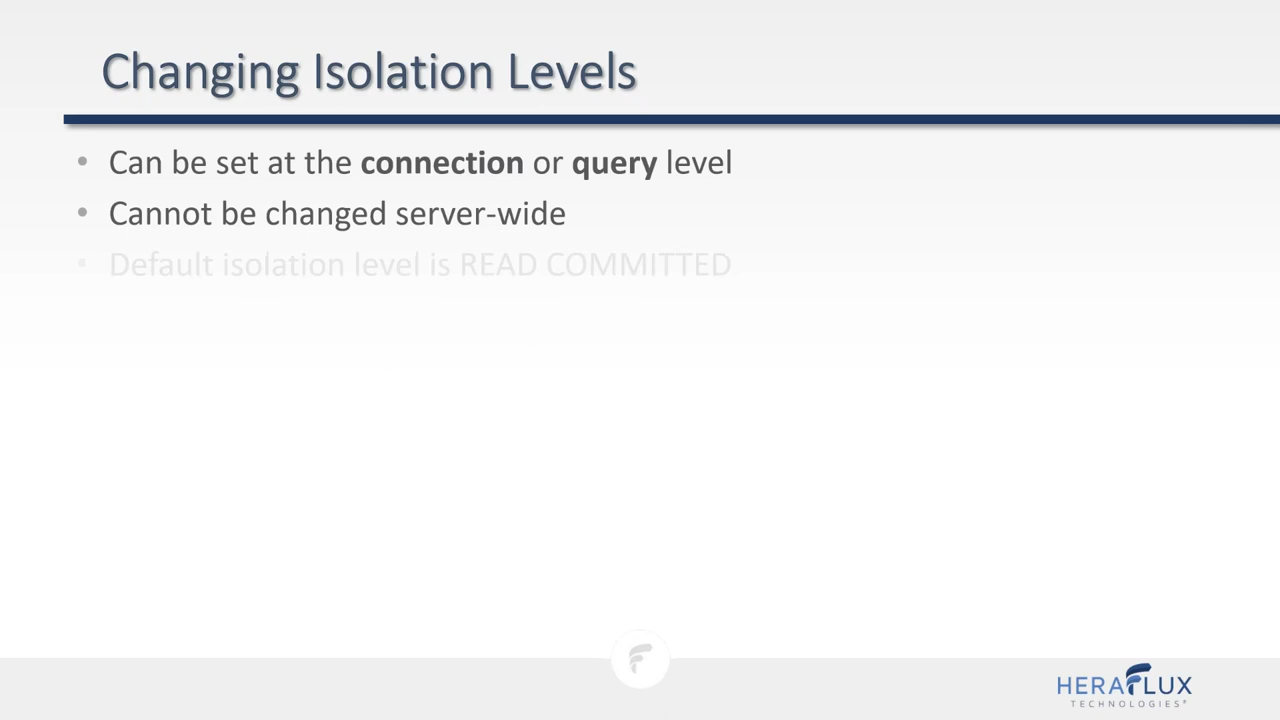 Changing Isolation Levels
• Can be set at the connection or query level
• Cannot be changed server-wide
• Default isolation level is READ COMMITTED
HERAFLUX
TECHNOLOGIES®